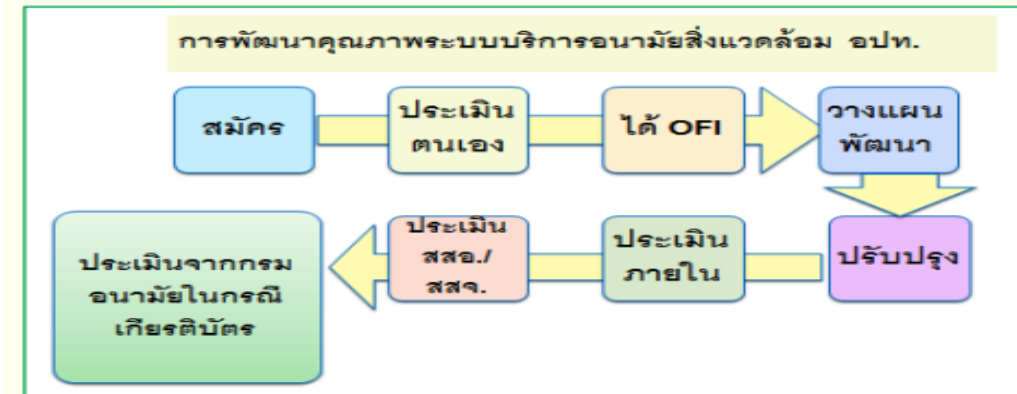 การพัฒนาคุณภาพระบบบริการอนามัยสิ่งแวดล้อม อปท.
สมัคร
ประเมิน
ตนเอง
ได้ OFI
วางแผน
พัฒนา
ปรับปรุง
ประเมิน
ภายใน
ประเมิน
สสอ./
สสจ.
ประเมินจากกรม
อนามัยในกรณี
เกียรติบัตร